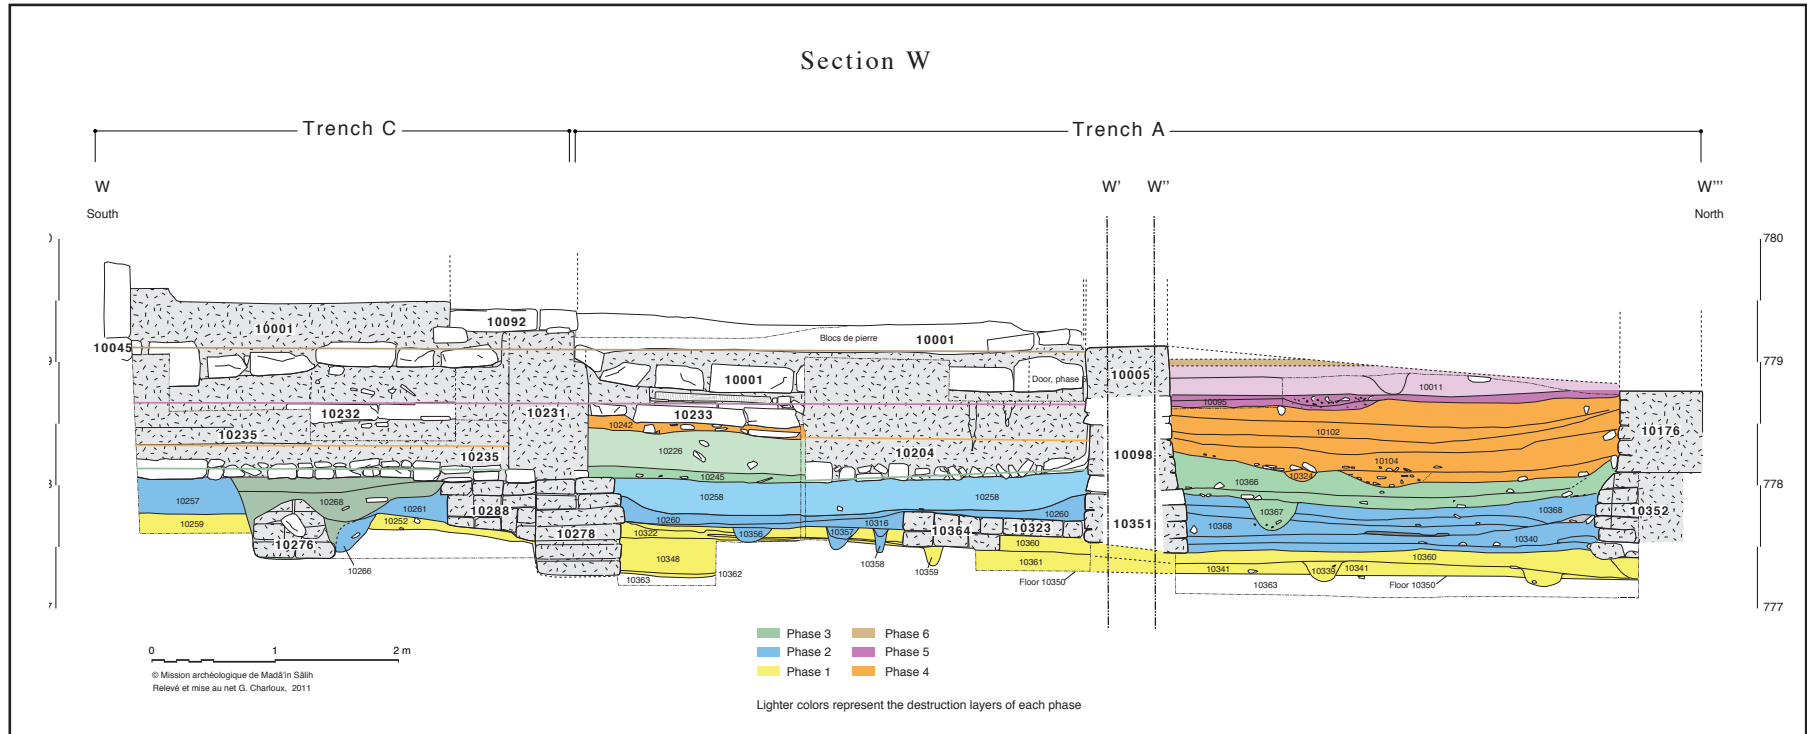 Section W
Trench C
Trench A
W
W'
W''
W'''
South
North
780
779
778
777
10001
10092
10045
Blocs de pierre
10001
10005
Door, phase
10001
10011
10095
10232
10231
10233
10235
10242
10102
10176
10235
10226
10204
10098
10104
10245
10366
10324
10257
10268
10261
10258
10258
10288
10260
10260
10351
10367
10368
10368
10352
10259
10252
10276
10278
10322
10356
10357
10316
10364
10323
10340
10266
10348
10358
10359
10360
10361
10360
10341
10339
10341
10363
10362
Floor 10350
10363
Floor 10350
0 1 2 m
© Mission archéologique de Madâ'in Sâlih
Relevé et mise au net G. Charloux, 2011
Phase 3
Phase 6
Phase 2
Phase 5
Phase 1
Phase 4
Lighter colors represent the destruction layers of each phase